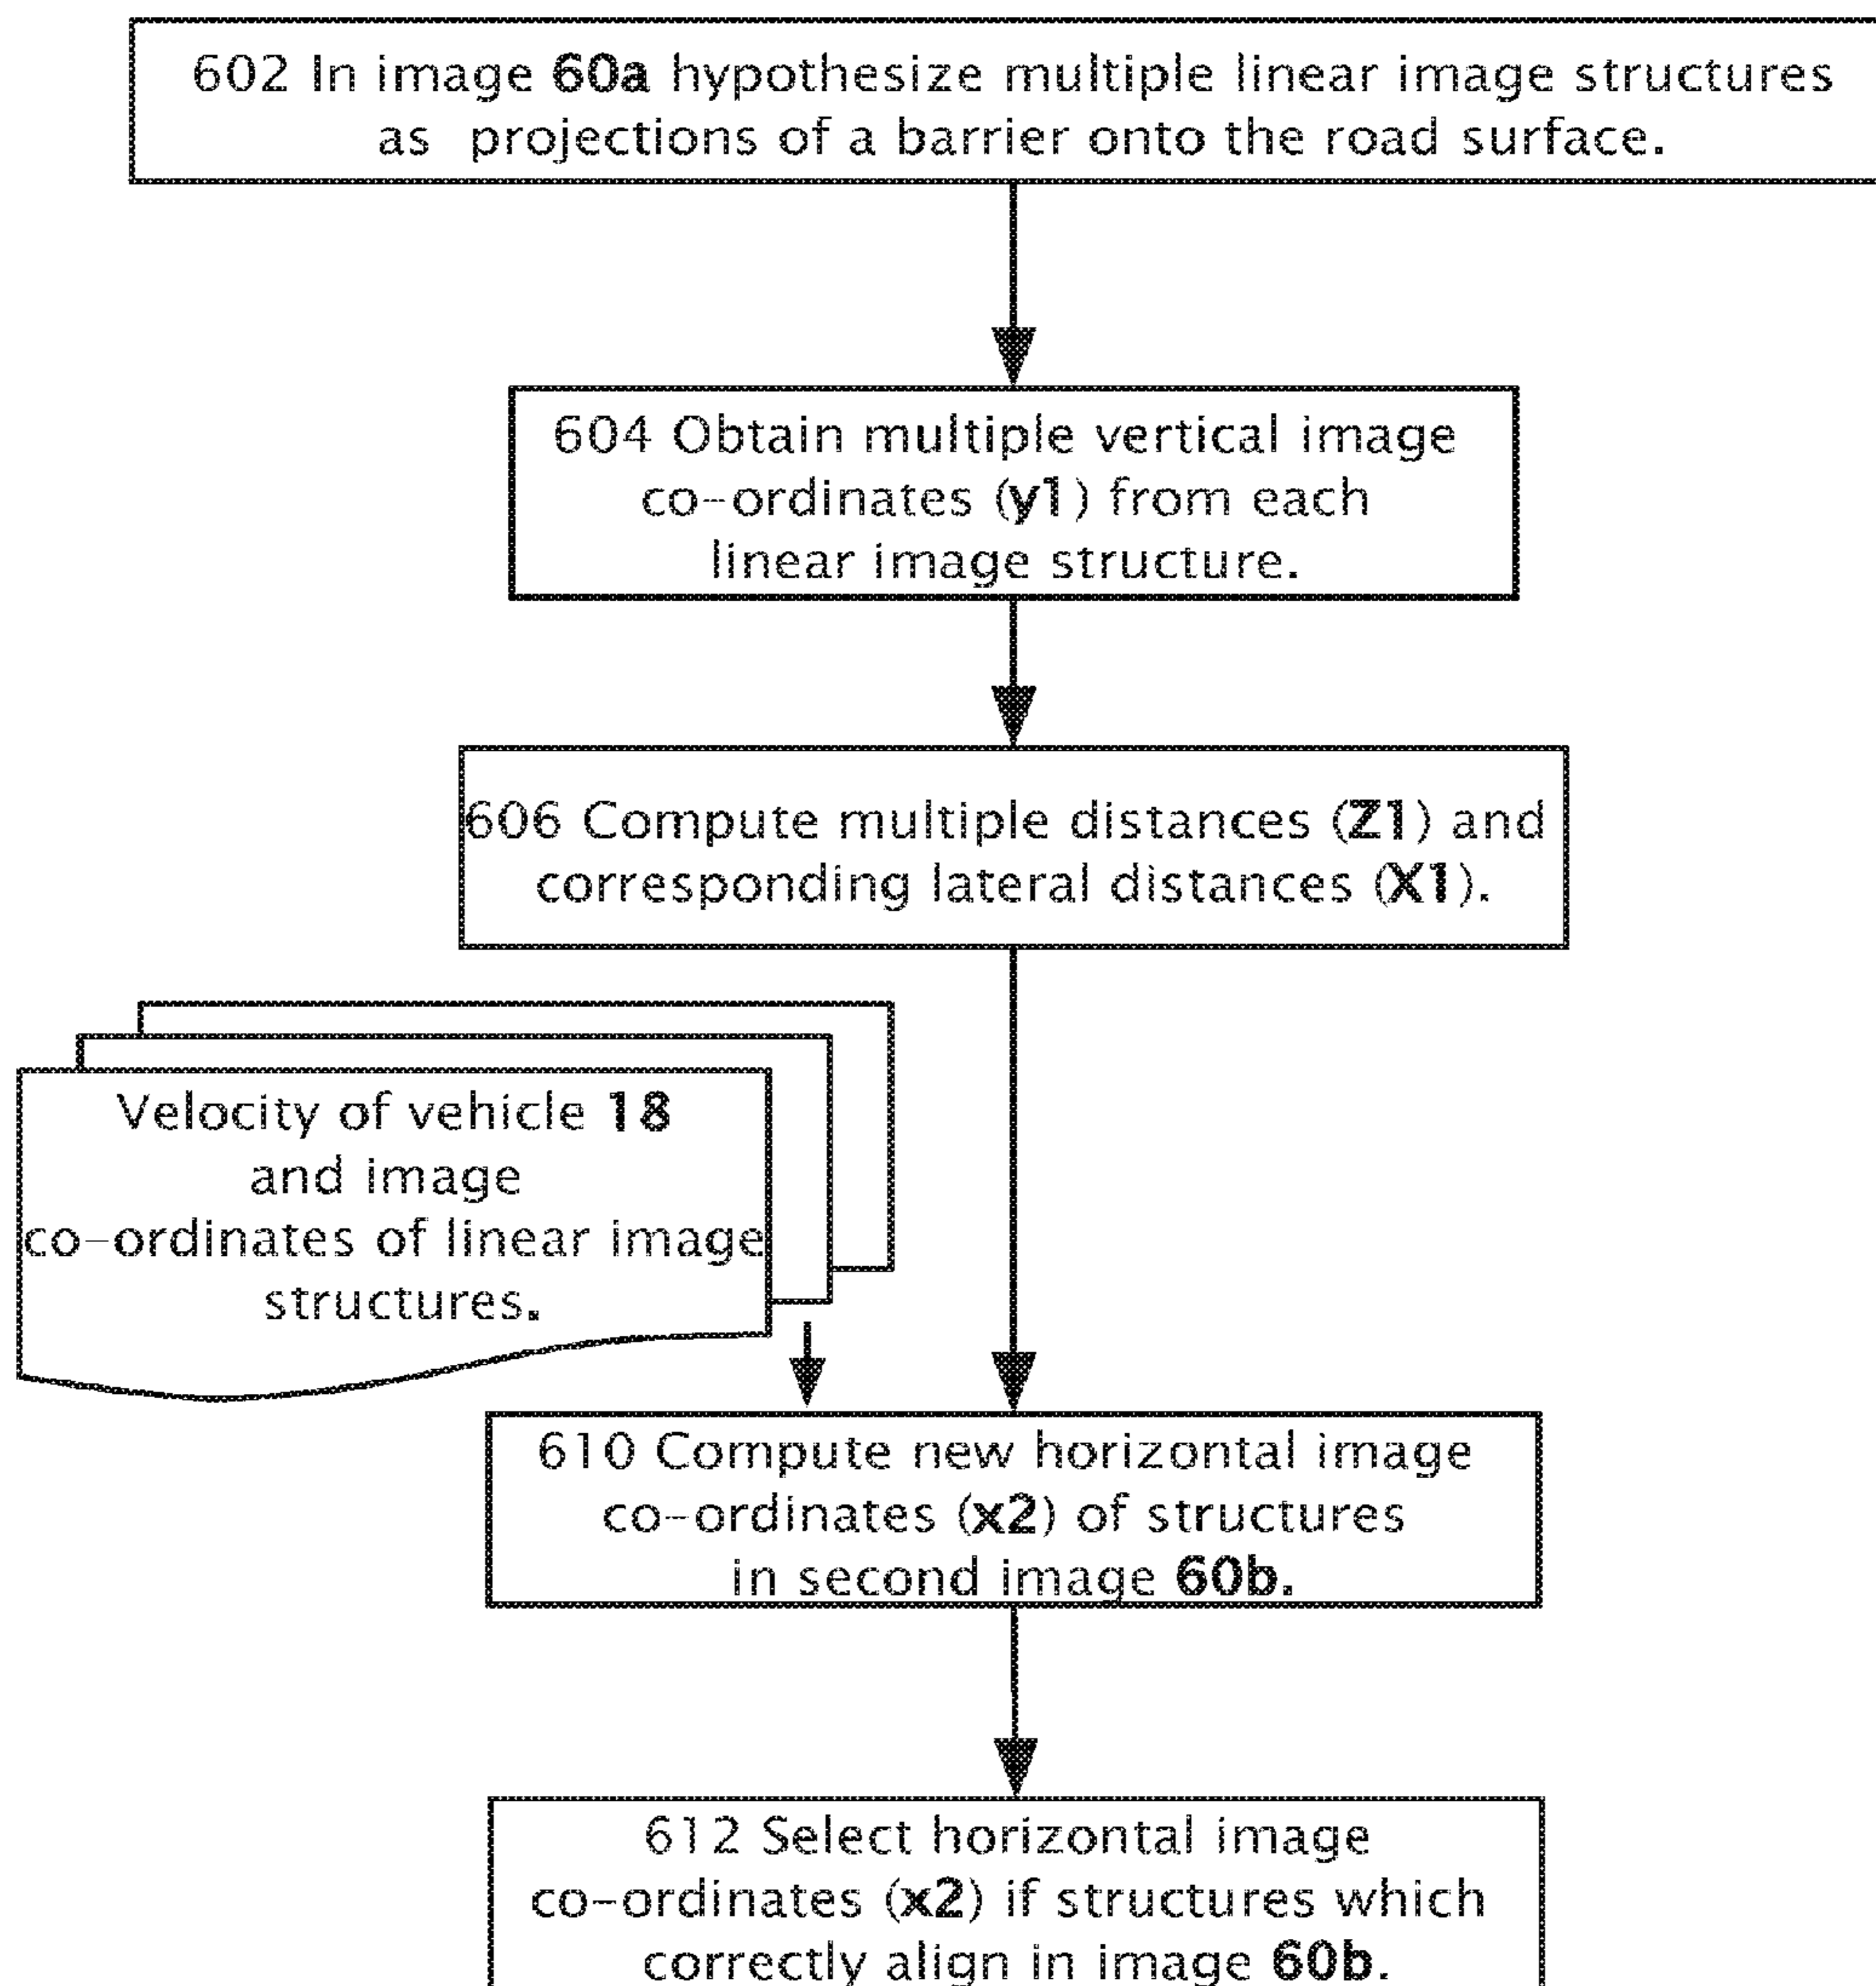 602 In image 60a hypothesize multiple linear image structures
as projections of a barrier onto the road surface.
604 Obtain multiple vertical image
co-ordinates (y1) from each
linear image structure.
606 Compute multiple distances (Z1) and
corresponding lateral distances (X1).
Velocity of vehicle 18
and image
co-ordinates of linear image
structures.
610 Compute new horizontal image
co-ordinates (x2) of structures
in second image 60b.
612 Select horizontal image
co-ordinates (x2) if structures which
correctly align in image 60b.